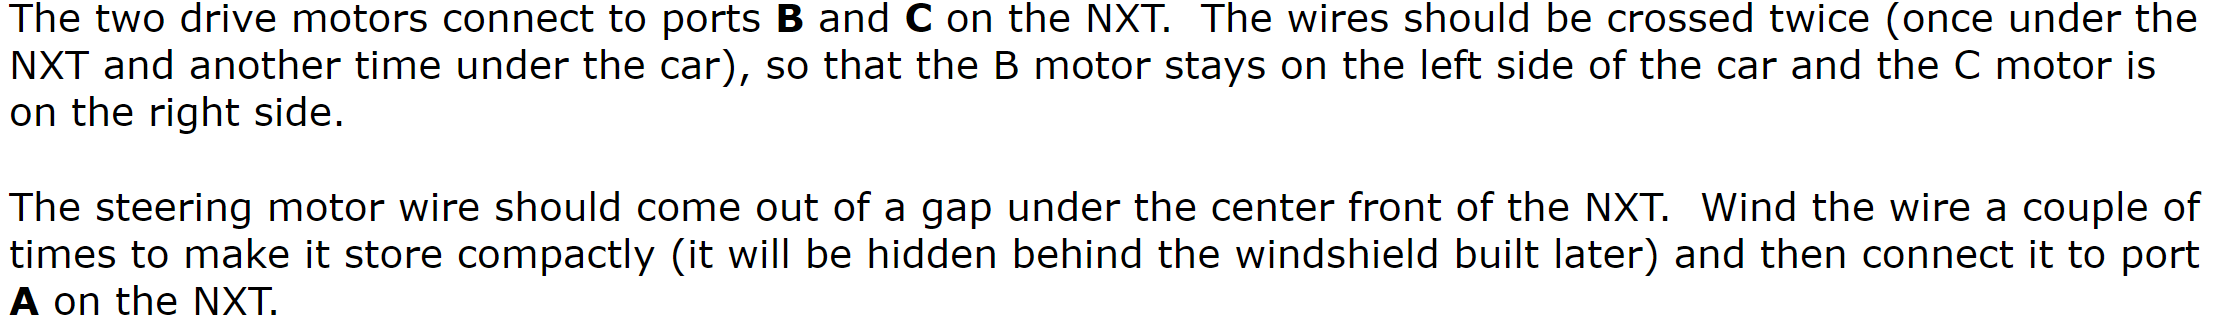 The two drive motors connect to ports B and C on the NXT.  The wires should be crossed twice (once under the
NXT and another time under the car), so that the B motor stays on the left side of the car and the C motor is
on the right side.
The steering motor wire should come out of a gap under the center front of the NXT.  Wind the wire a couple of
times to make it store compactly (it will be hidden behind the windshield built later) and then connect it to port
A on the NXT.